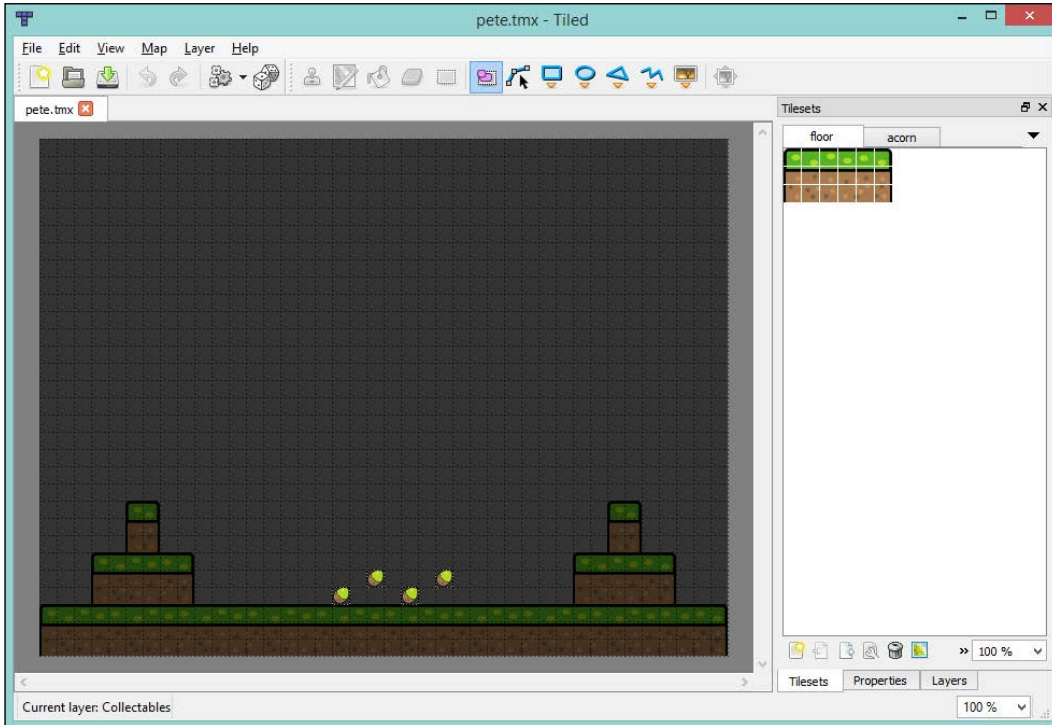 pete.tmx - Tiled
File Edit View Map Layer Help
pete.tmx
Tilesets
floor acorn
» 100 %
Tilesets Properties Layers
Current layer: Collectables
100 %